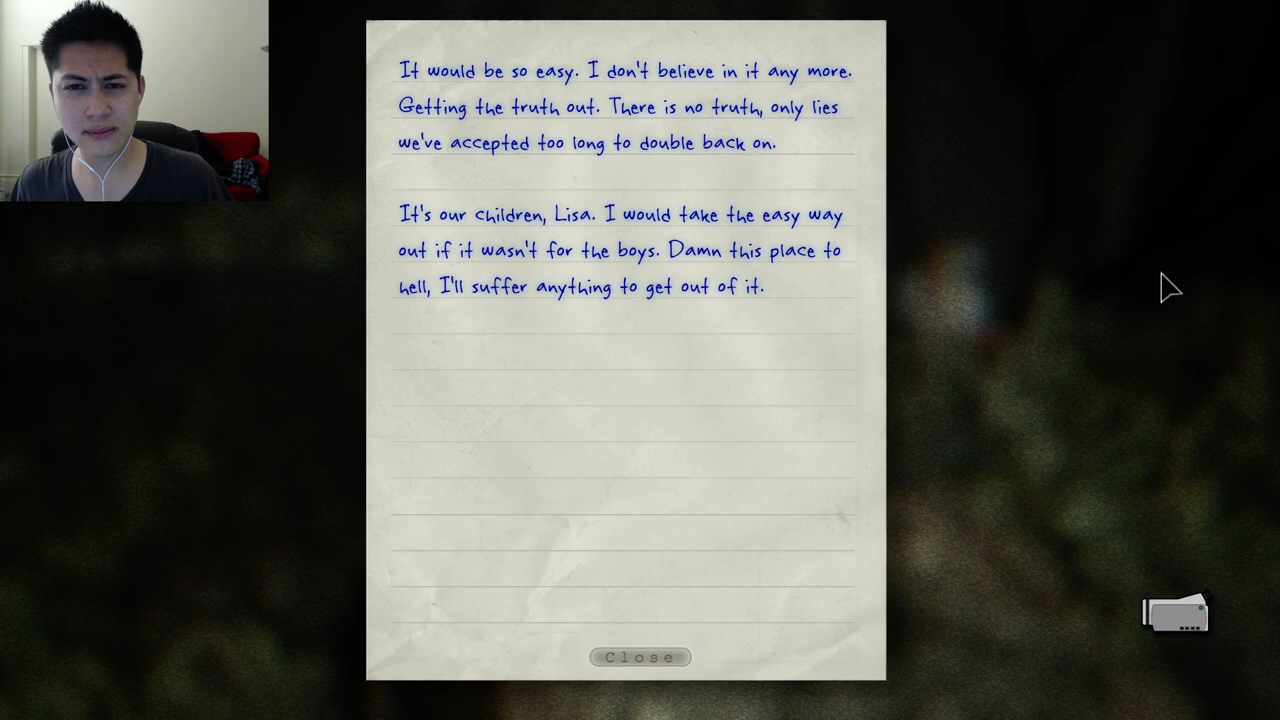 It would be so easy. I don't believe in it any more.
Getting the truth out. There is no truth, only lies
we've accepted too long to double back on.
It's our children, Lisa. I would take the easy way
out if it wasn't for the boys. Damn this place to
hell, I'll suffer anything to get out of it.
Close